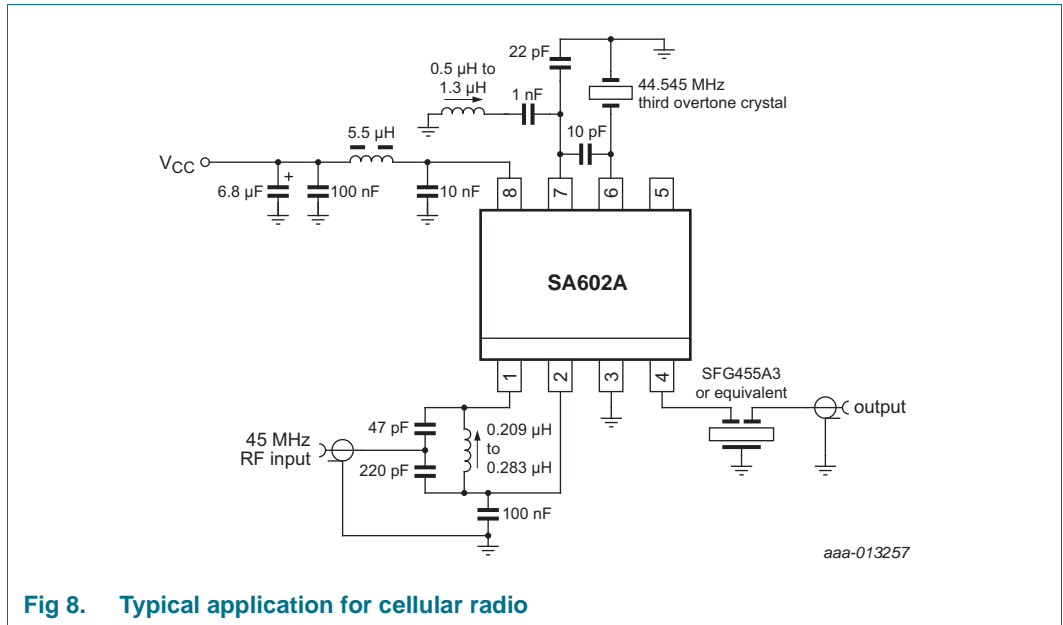 22 pF
0.5 μH to
1.3 μH
1 nF
44.545 MHz
third overtone crystal
5.5 μH
10 pF
VCC
6.8 μF
+
100 nF
10 nF
8
7
6
5
SA602A
1
2
3
4
SFG455A3
or equivalent
output
47 pF
0.209 μH
to
0.283 μH
45 MHz
RF input
220 pF
100 nF
aaa-013257
Fig 8. Typical application for cellular radio